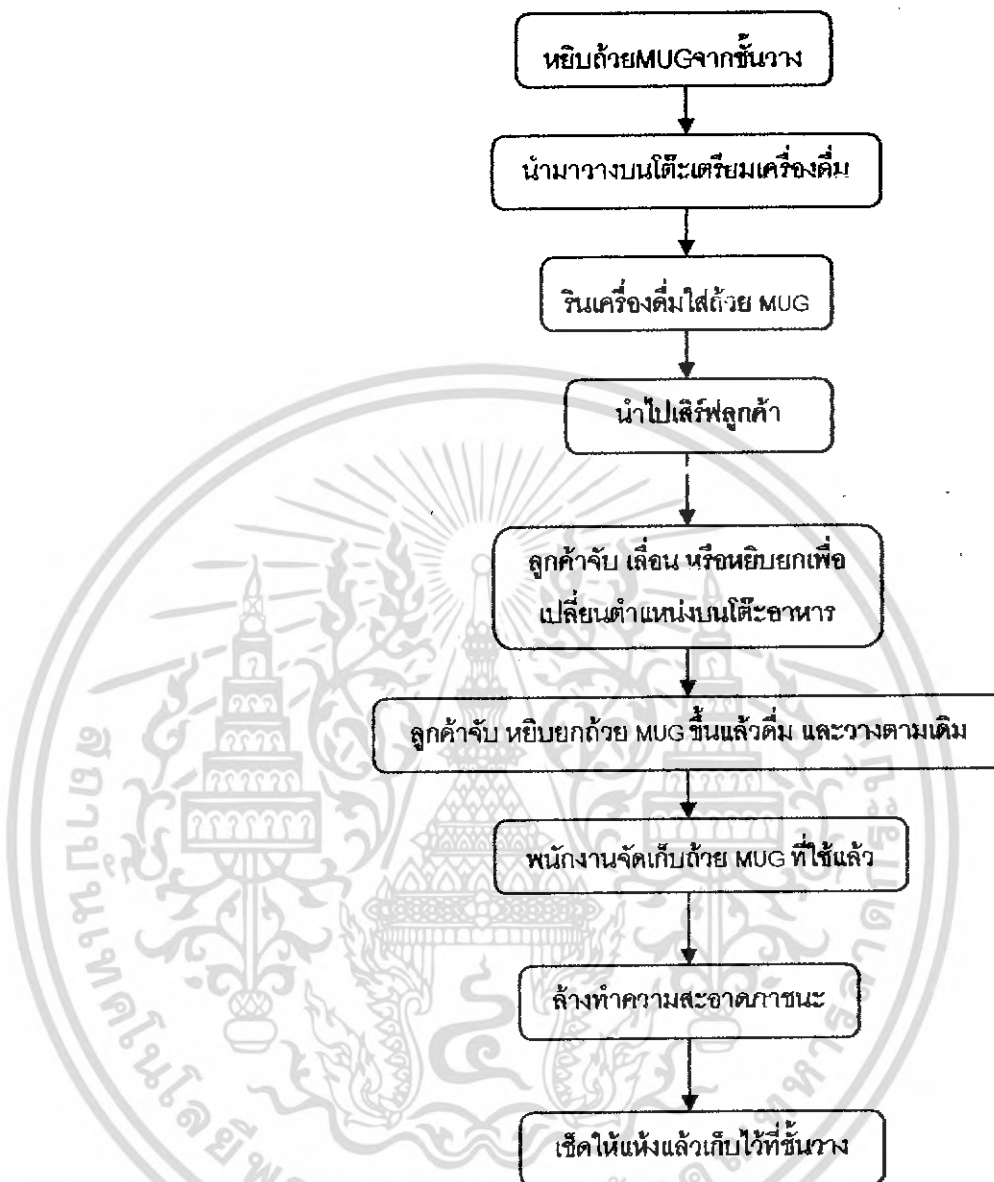 หยิบถ้วยMUGจากชั้นวาง
นำมาวางบนโต๊ะเตรียมเครื่องดื่ม
รินเครื่องดื่มใส่ถ้วย MUG
นำไปเสิร์ฟลูกค้า
ลูกค้าจับ เลื่อน หรือหยิบยกเพื่อ
เปลี่ยนตำแหน่งบนโต๊ะอาหาร
ลูกค้าจับ หยิบยกถ้วย MUG ขึ้นแล้วดื่ม และวางตามเดิม
พนักงานจัดเก็บถ้วย MUG ที่ใช้แล้ว
ล้างทำความสะอาดภาชนะ
เช็ดให้แห้งแล้วเก็บไว้ที่ชั้นวาง